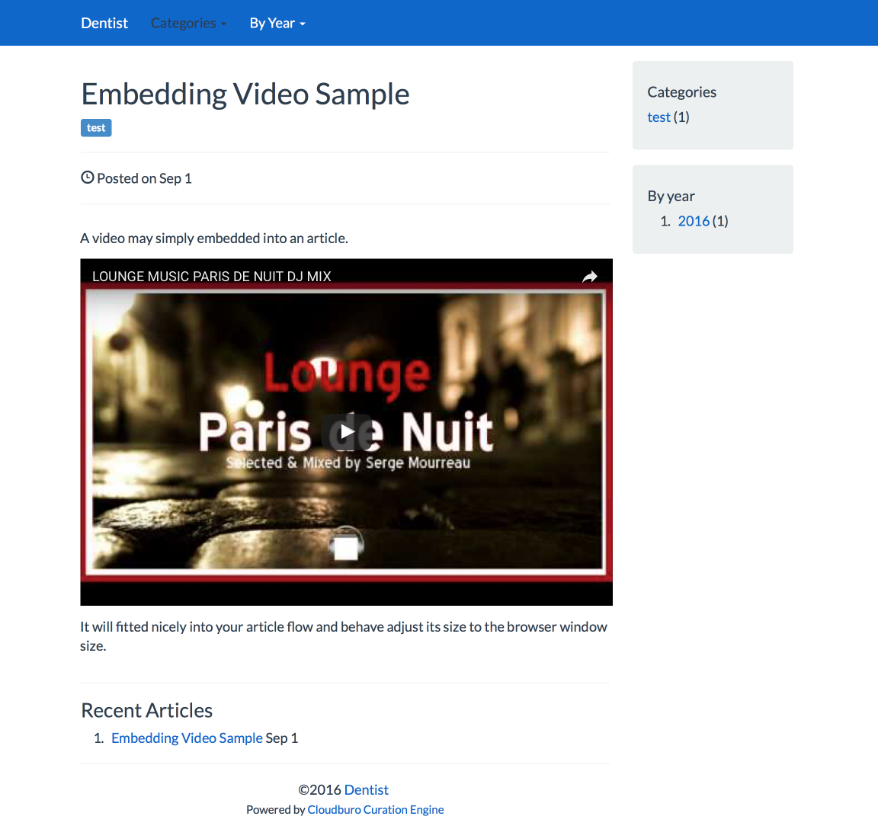 Dentist Categories By Year
Embedding Video Sample
test
Posted on Sep 1
A video may simply embedded into an article.
LOUNGE MUSIC PARIS DE NUIT DJ MIX
Lounge
Paris de Nuit
Selected & Mixed by Serge Mourreau
It will fitted nicely into your article flow and behave adjust its size to the browser window
size.
Recent Articles
1. Embedding Video Sample Sep 1
©2016 Dentist
Powered by Cloudburo Curation Engine
Categories
test (1)
By year
1. 2016 (1)